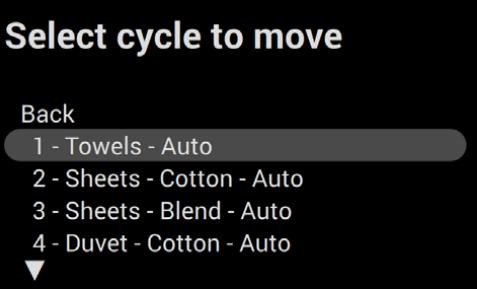 Select cycle to move
Back
1 - Towels - Auto
2 - Sheets - Cotton - Auto
3 - Sheets - Blend - Auto
4 - Duvet - Cotton - Auto